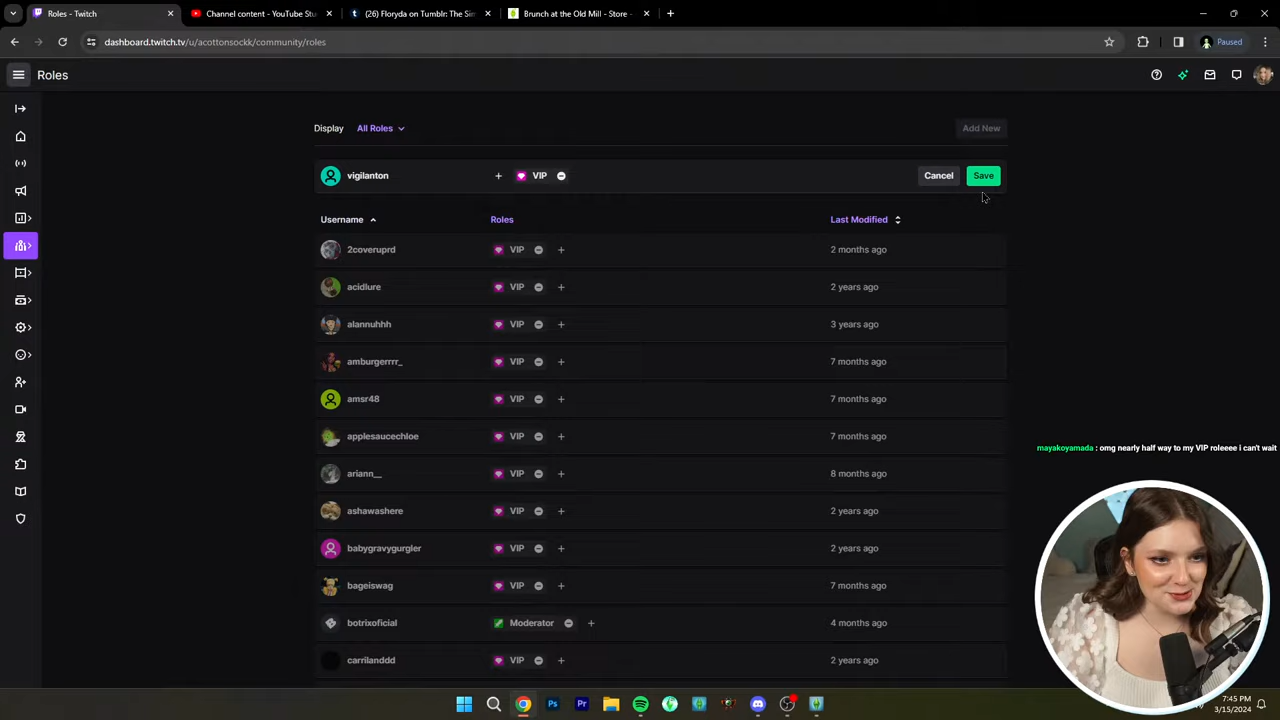 Roles - Twitch
Channel content - YouTube Stu
(26) Floryda on Tumblr: The Sim
Brunch at the Old Mill - Store -
dashboard.twitch.tv/u/acottonsockk/community/roles
Paused
Roles
Display All Roles
Add New
vigilanton
VIP
Cancel
Save
Username Roles Last Modified
2coveruprd VIP 2 months ago
acidlure VIP 2 years ago
alannuhhh VIP 3 years ago
amburgerrrr_ VIP 7 months ago
amsr48 VIP 7 months ago
applesaucechloe VIP 7 months ago
ariann__ VIP 8 months ago
mayakoyamada : omg nearly half way to my VIP roleeee i can't wait
ashawashere VIP 2 years ago
babygravygurgler VIP 2 years ago
bageiswag VIP 7 months ago
botrixoficial Moderator 4 months ago
carrilanddd VIP 2 years ago
7:45 PM
3/15/2024